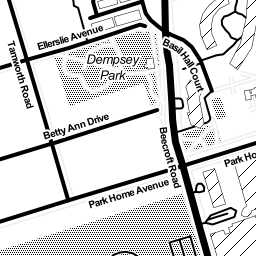 Ellerslie Avenue
Basil Hall Court
Tamworth Road
Dempsey
Park
Betty Ann Drive
Beecroft Road
Park Ho
Park Home Avenue